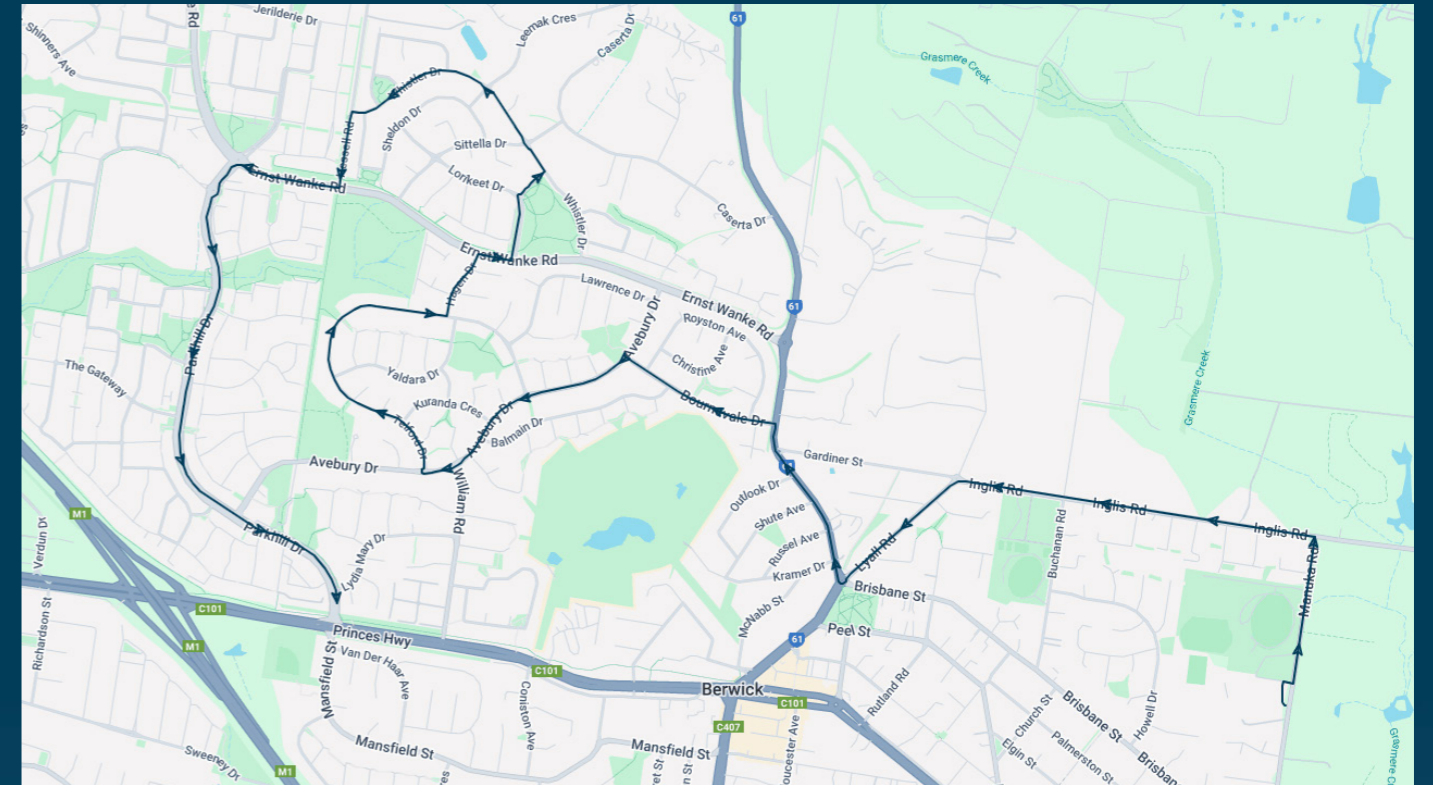 Jerilderie Dr
Shinners Ave
Leemak Cres
Caserta Dr
61
Whistler Dr
Grasmere Creek
Sheldon Dr
Sittella Dr
Lorikeet Dr
Ernst Wanke Rd
Whistler Dr
Caserta Dr
Ernst Wanke Rd
Hagen Dr
Lawrence Dr
Ernst Wanke Rd
61
Avebury Dr
Royston Ave
Christine Ave
Parkhill Dr
The Gateway
Yaldara Dr
Kuranda Cres
Telford Dr
Avebury Dr
Balmain Dr
Bournevale Dr
Grasmere Creek
Avebury Dr
William Rd
Gardiner St
Outlook Dr
Shute Ave
Russel Ave
Kramer Dr
McNabb St
Inglis Rd
Inglis Rd
Inglis Rd
Lyall Rd
Buchanan Rd
Manuka Rd
M1
Verdun Dr
Parkhill Dr
Lydia Mary Dr
Brisbane St
C101
Richardson St
Princes Hwy
Peel St
61
M1
Mansfield St
Van Der Haar Ave
C101
Coniston Ave
Berwick
C101
C407
Rutland Rd
Church St
Brisbane St
Howell Dr
Elgin St
Palmerston St
Sweeney Dr
M1
Mansfield St
Mansfield St